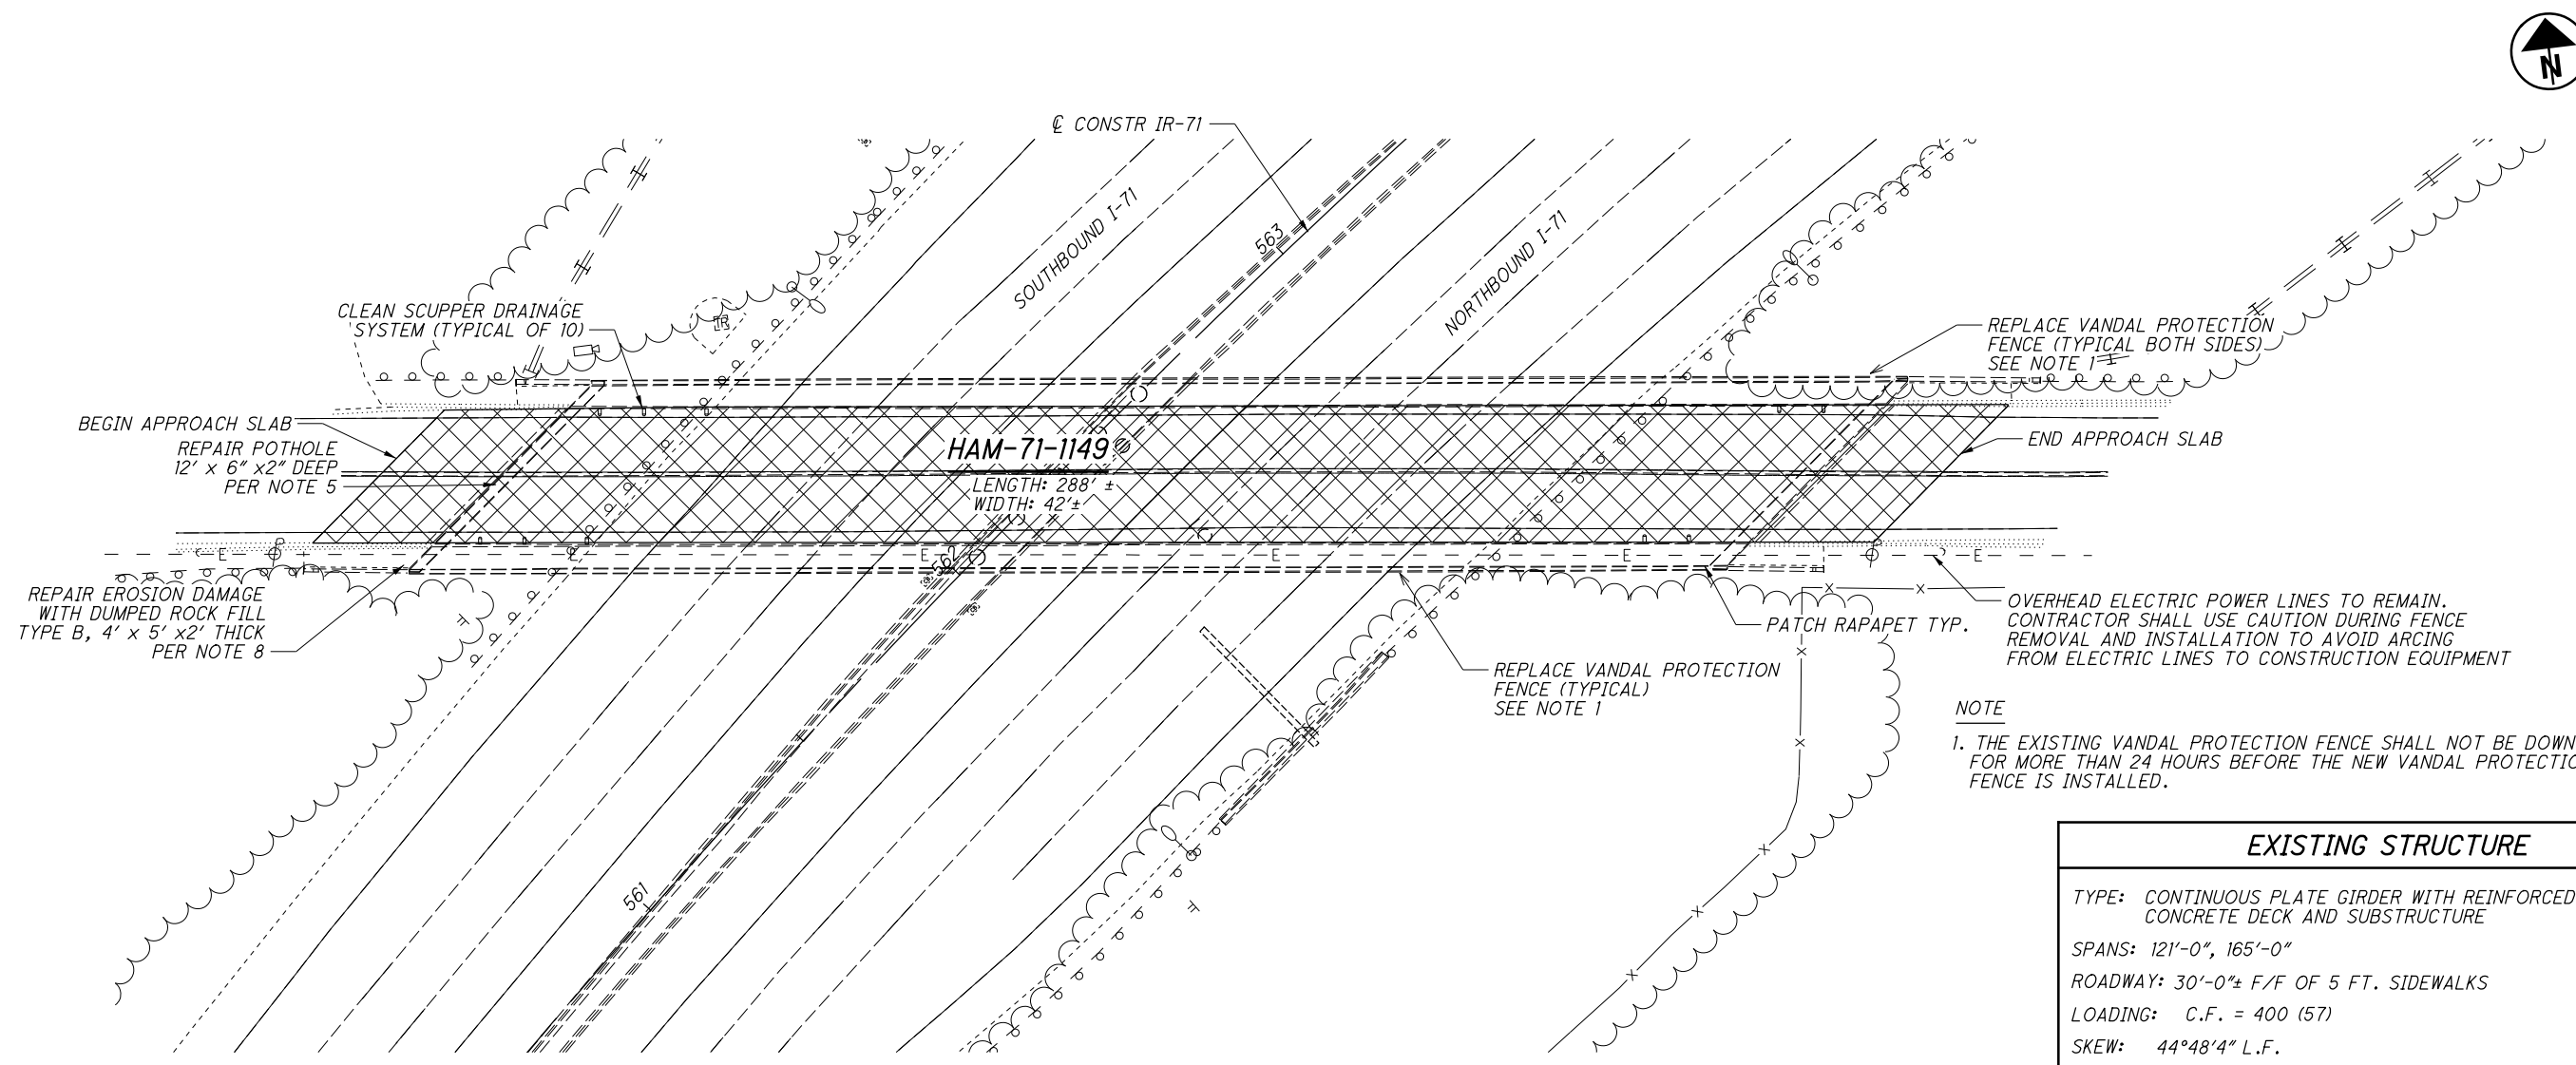 N
℄ CONSTR IR-71
SOUTHBOUND I-71
563
NORTHBOUND I-71
CLEAN SCUPPER DRAINAGE
SYSTEM (TYPICAL OF 10)
TR
REPLACE VANDAL PROTECTION
FENCE (TYPICAL BOTH SIDES)
SEE NOTE 1
BEGIN APPROACH SLAB
REPAIR POTHOLE
12' x 6" x2" DEEP
PER NOTE 5
HAM-71-1149
LENGTH: 288' ±
WIDTH: 42'±
END APPROACH SLAB
E
E
E
E
E
562
REPAIR EROSION DAMAGE
WITH DUMPED ROCK FILL
TYPE B, 4' x 5' x2' THICK
PER NOTE 8
PATCH RAPAPET TYP.
OVERHEAD ELECTRIC POWER LINES TO REMAIN.
CONTRACTOR SHALL USE CAUTION DURING FENCE
REMOVAL AND INSTALLATION TO AVOID ARCING
FROM ELECTRIC LINES TO CONSTRUCTION EQUIPMENT
REPLACE VANDAL PROTECTION
FENCE (TYPICAL)
SEE NOTE 1
NOTE
1. THE EXISTING VANDAL PROTECTION FENCE SHALL NOT BE DOWN
FOR MORE THAN 24 HOURS BEFORE THE NEW VANDAL PROTECTIO
FENCE IS INSTALLED.
561
EXISTING STRUCTURE
TYPE: CONTINUOUS PLATE GIRDER WITH REINFORCED
CONCRETE DECK AND SUBSTRUCTURE
SPANS: 121'-0", 165'-0"
ROADWAY: 30'-0"± F/F OF 5 FT. SIDEWALKS
LOADING: C.F. = 400 (57)
SKEW: 44°48'4" L.F.